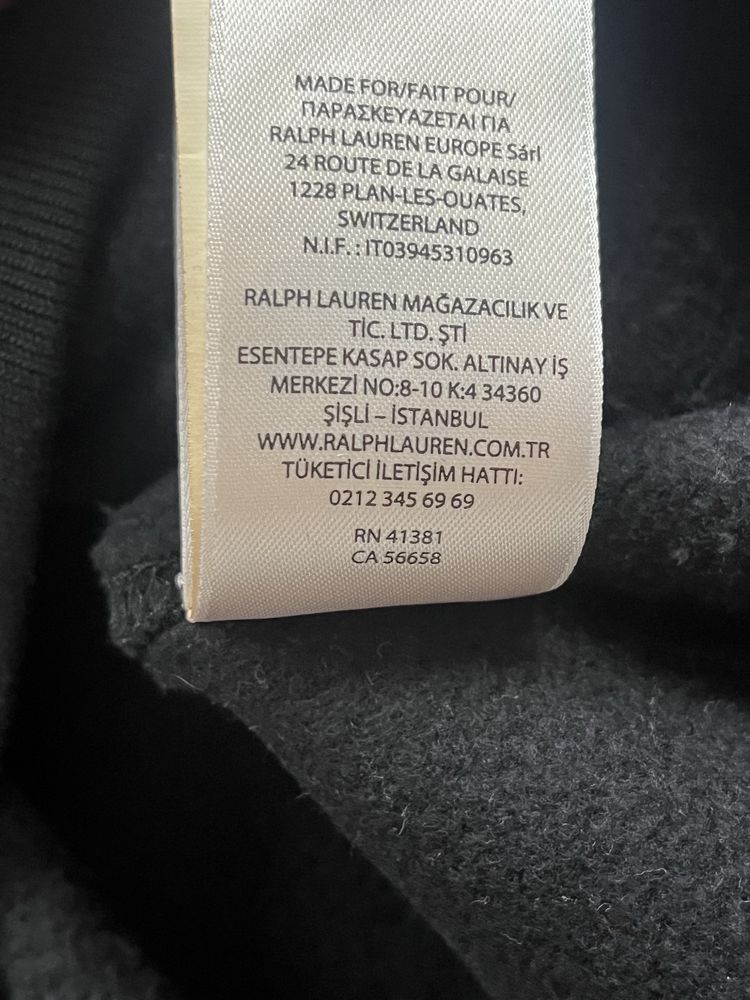 MADE FOR/FAIT POUR/
ΠΑΡΑΣΚΕΥΑΖΕΤΑΙ ΓΙΑ
RALPH LAUREN EUROPE Sárl
24 ROUTE DE LA GALAISE
1228 PLAN-LES-OUATES,
SWITZERLAND
N.I.F. : IT03945310963
RALPH LAUREN MAĞAZACILIK VE
TİC. LTD. ŞTİ
ESENTEPE KASAP SOK. ALTINAY İŞ
MERKEZİ NO:8-10 K:4 34360
ŞİŞLİ – İSTANBUL
WWW.RALPHLAUREN.COM.TR
TÜKETİCİ İLETİŞİM HATTI:
0212 345 69 69
RN 41381
CA 56658